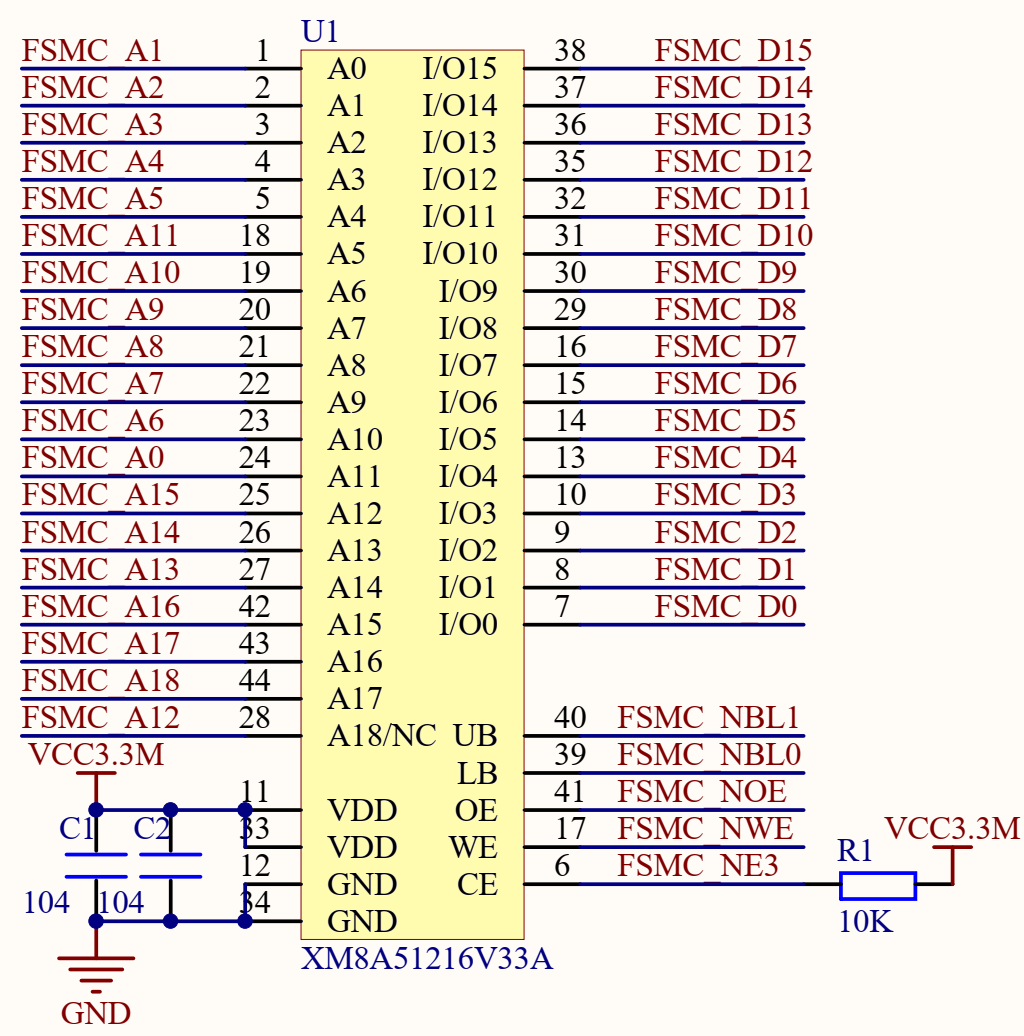 U1
FSMC_A1 1 A0 I/O15 38 FSMC_D15
FSMC_A2 2 A1 I/O14 37 FSMC_D14
FSMC_A3 3 A2 I/O13 36 FSMC_D13
FSMC_A4 4 A3 I/O12 35 FSMC_D12
FSMC_A5 5 A4 I/O11 32 FSMC_D11
FSMC_A11 18 A5 I/O10 31 FSMC_D10
FSMC_A10 19 A6 I/O9 30 FSMC_D9
FSMC_A9 20 A7 I/O8 29 FSMC_D8
FSMC_A8 21 A8 I/O7 16 FSMC_D7
FSMC_A7 22 A9 I/O6 15 FSMC_D6
FSMC_A6 23 A10 I/O5 14 FSMC_D5
FSMC_A0 24 A11 I/O4 13 FSMC_D4
FSMC_A15 25 A12 I/O3 10 FSMC_D3
FSMC_A14 26 A13 I/O2 9 FSMC_D2
FSMC_A13 27 A14 I/O1 8 FSMC_D1
FSMC_A16 42 A15 I/O0 7 FSMC_D0
FSMC_A17 43 A16
FSMC_A18 44 A17
FSMC_A12 28 A18/NC UB 40 FSMC_NBL1
VCC3.3M LB 39 FSMC_NBL0
11 VDD OE 41 FSMC_NOE
C1 C2 33 VDD WE 17 FSMC_NWE VCC3.3M
12 GND CE 6 FSMC_NE3 R1
104 104 34 GND 10K
XM8A51216V33A
GND